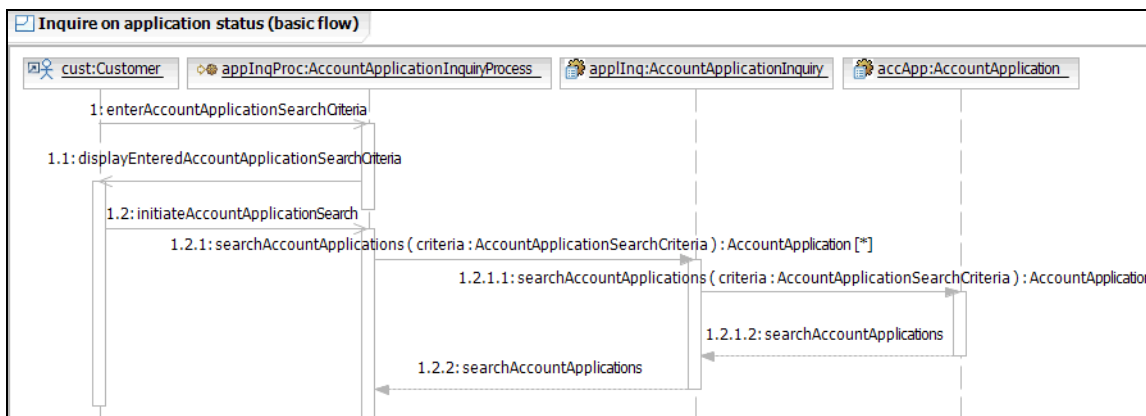 Inquire on application status (basic flow)
cust:Customer
appInqProc:AccountApplicationInquiryProcess
applInq:AccountApplicationInquiry
accApp:AccountApplication
1: enterAccountApplicationSearchCriteria
1.1: displayEnteredAccountApplicationSearchCriteria
1.2: initiateAccountApplicationSearch
1.2.1: searchAccountApplications ( criteria : AccountApplicationSearchCriteria ) : AccountApplication [*]
1.2.1.1: searchAccountApplications ( criteria : AccountApplicationSearchCriteria ) : AccountApplication
1.2.1.2: searchAccountApplications
1.2.2: searchAccountApplications